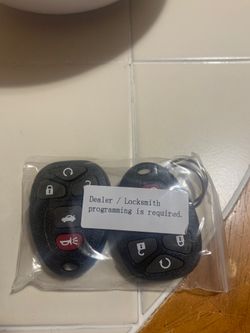 Dealer / Locksmith
programming is required.